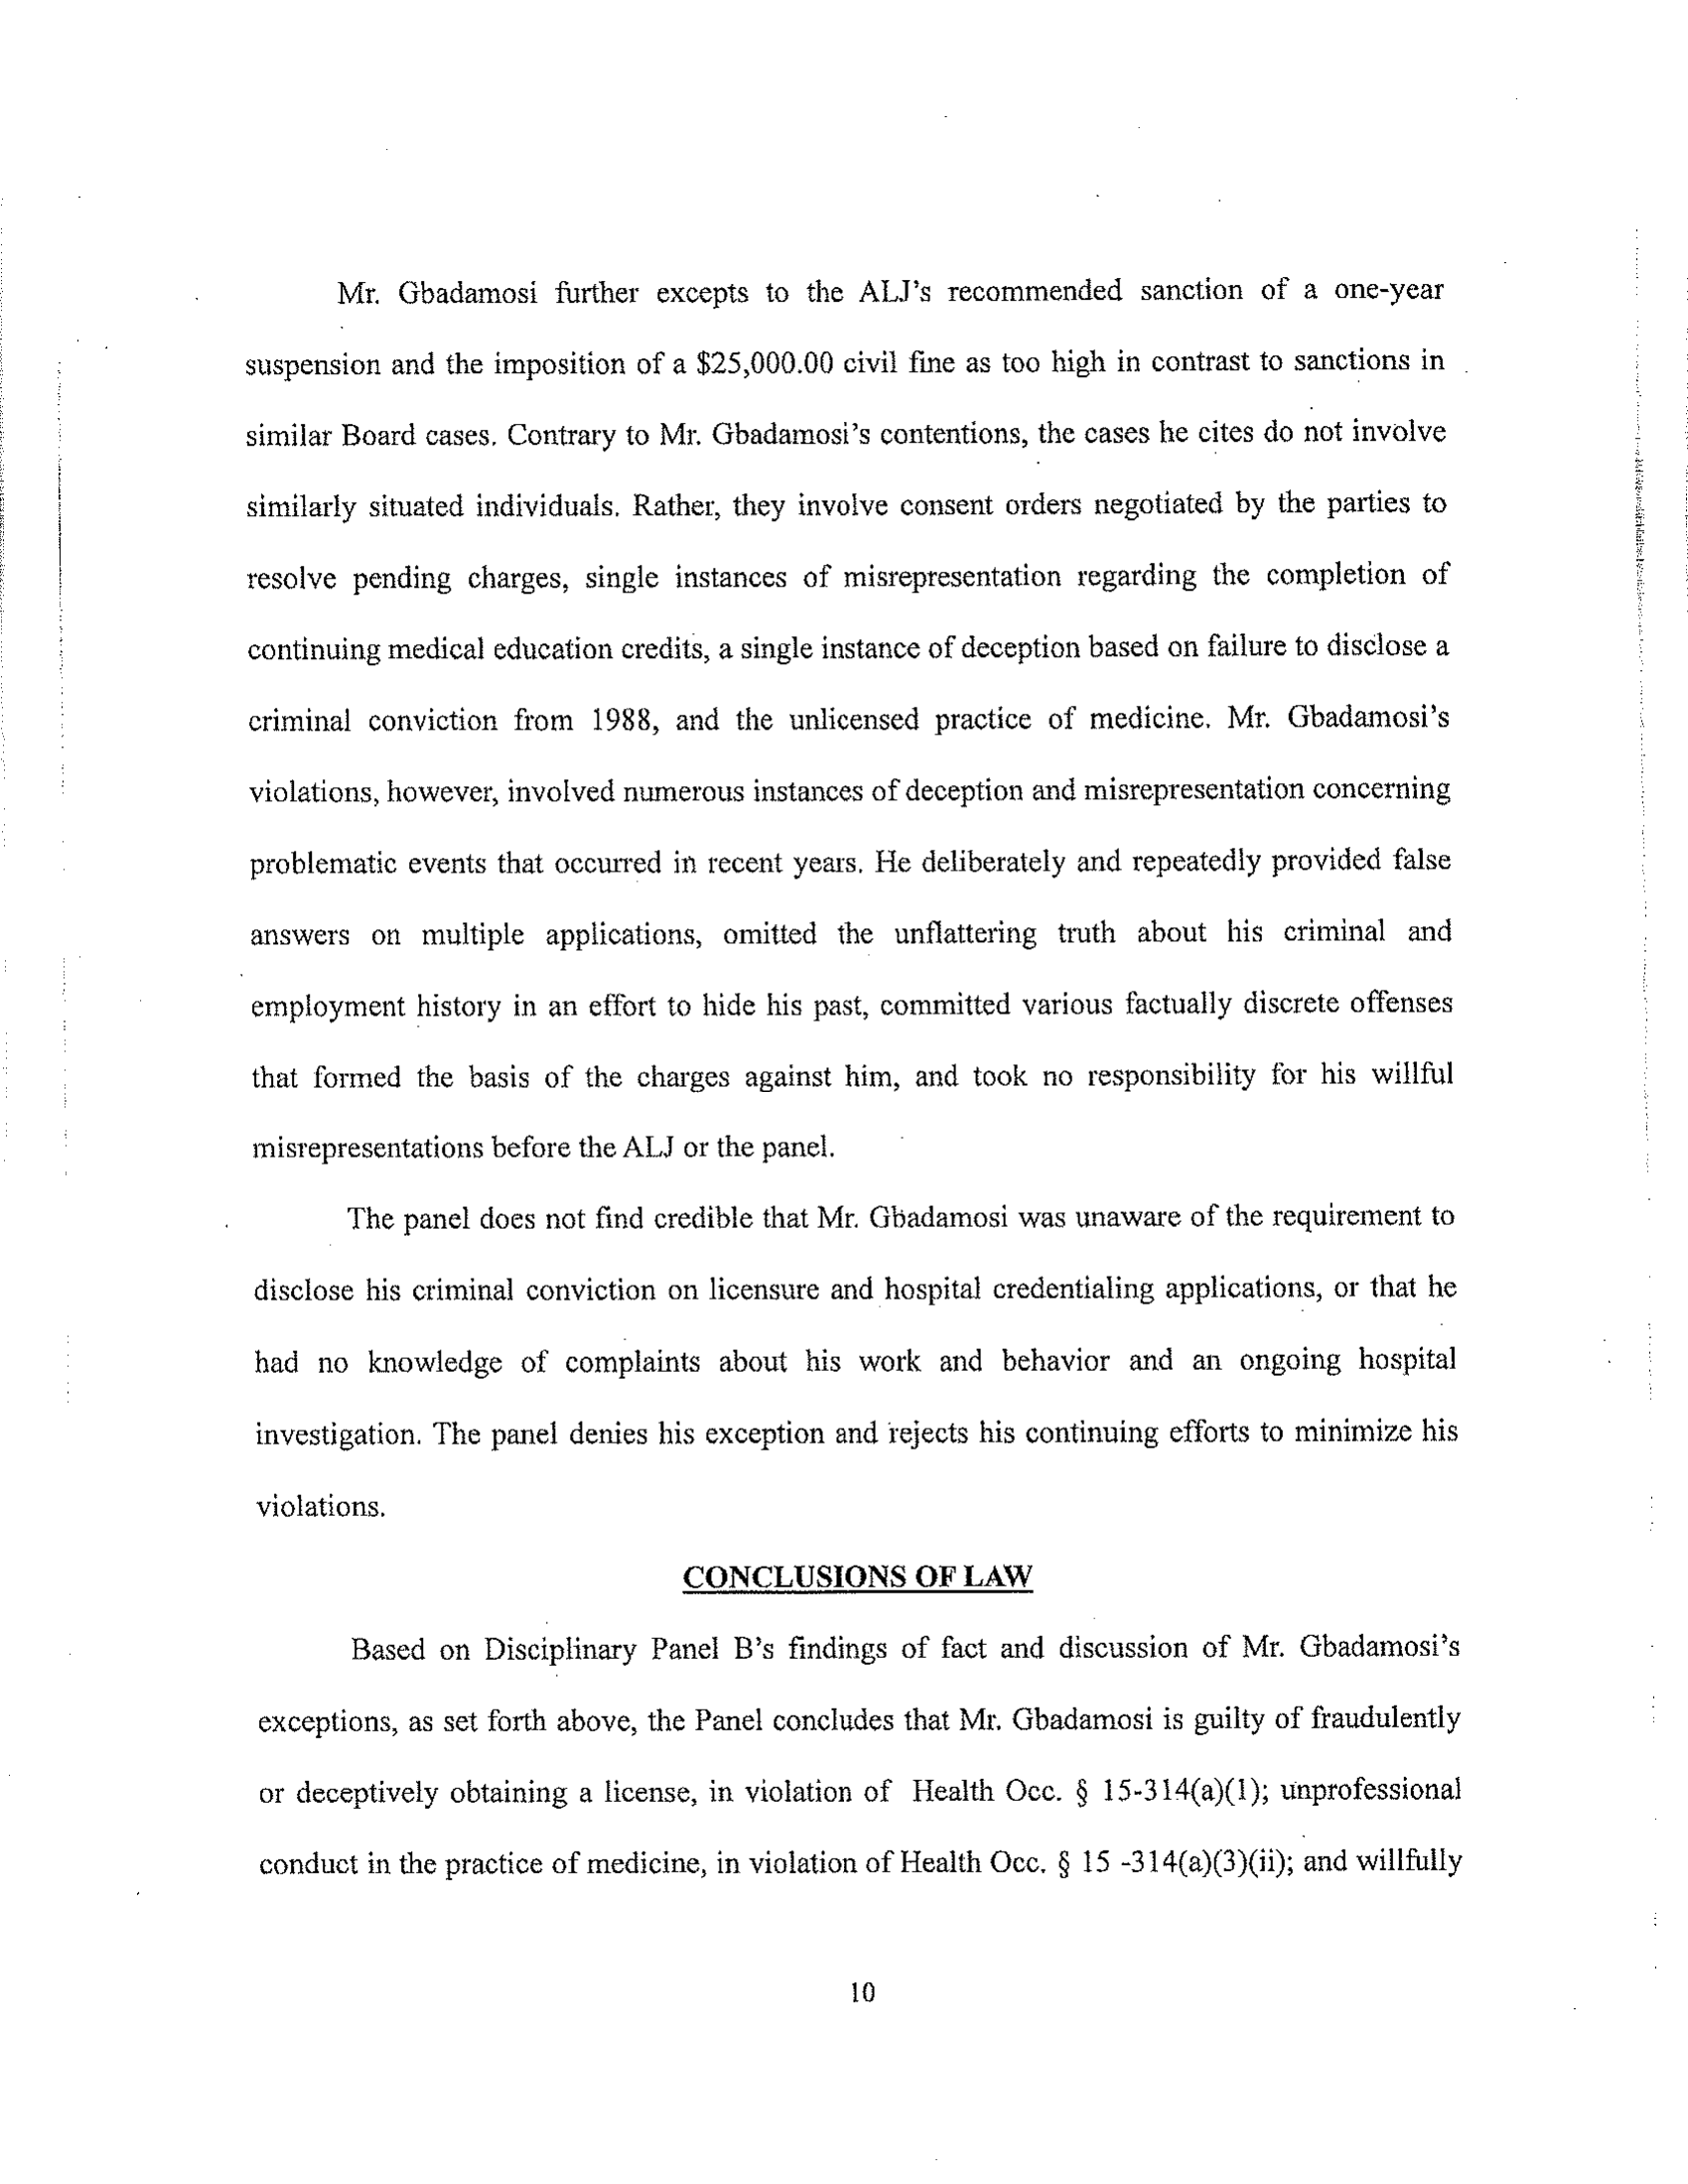 Mr. Gbadamosi further excepts to the ALJ's recommended sanction of a one-year
suspension and the imposition of a $25,000.00 civil fine as too high in contrast to sanctions in
similar Board cases. Contrary to Mr. Gbadamosi's contentions, the cases he cites do not involve
similarly situated individuals. Rather, they involve consent orders negotiated by the parties to
resolve pending charges, single instances of misrepresentation regarding the completion of
continuing medical education credits, a single instance of deception based on failure to disclose a
criminal conviction from 1988, and the unlicensed practice of medicine. Mr. Gbadamosi's
violations, however, involved numerous instances of deception and misrepresentation concerning
problematic events that occurred in recent years. He deliberately and repeatedly provided false
answers on multiple applications, omitted the unflattering truth about his criminal and
employment history in an effort to hide his past, committed various factually discrete offenses
that formed the basis of the charges against him, and took no responsibility for his willful
misrepresentations before the ALJ or the panel.
The panel does not find credible that Mr. Gbadamosi was unaware of the requirement to
disclose his criminal conviction on licensure and hospital credentialing applications, or that he
had no knowledge of complaints about his work and behavior and an ongoing hospital
investigation. The panel denies his exception and rejects his continuing efforts to minimize his
violations.
CONCLUSIONS OF LAW
Based on Disciplinary Panel B's findings of fact and discussion of Mr. Gbadamosi's
exceptions, as set forth above, the Panel concludes that Mr. Gbadamosi is guilty of fraudulently
or deceptively obtaining a license, in violation of Health Occ. § 15-314(a)(1); unprofessional
conduct in the practice of medicine, in violation of Health Occ. § 15 -314(a)(3)(ii); and willfully
10